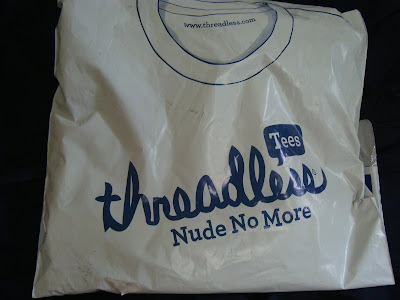 www.threadless.com
Tees
threadless
Nude No More